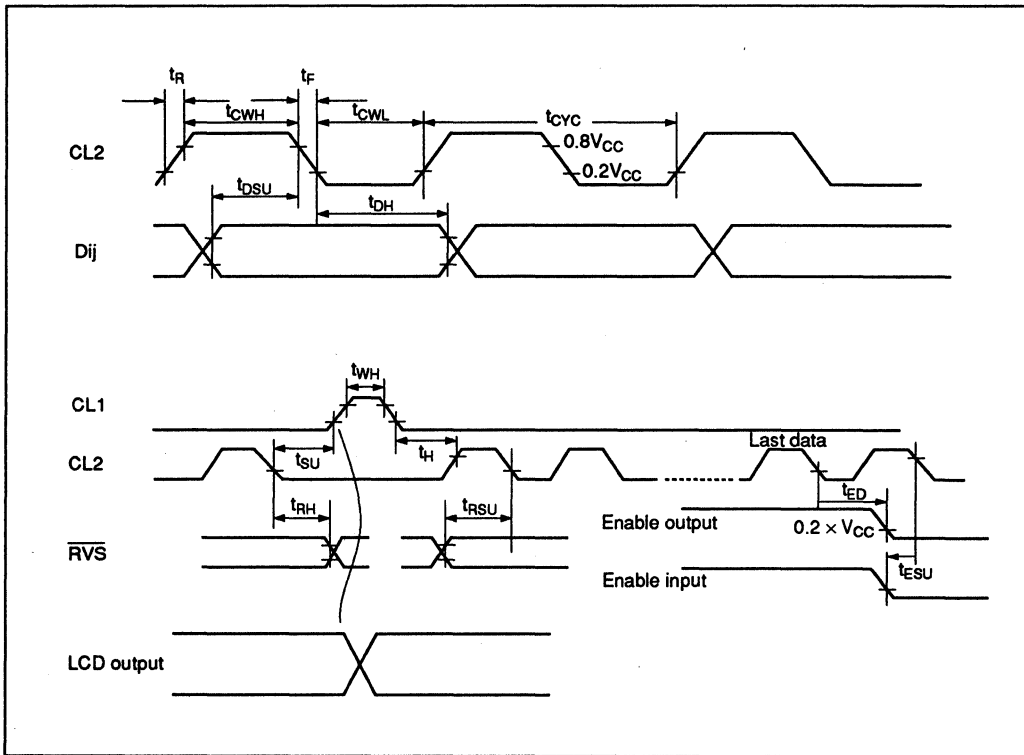 tR
tF
tCWH
tCWL
tCYC
CL2
0.8VCC
0.2VCC
tDSU
tDH
Dij
tWH
CL1
Last data
CL2
tSU
tH
tED
tRH
tRSU
Enable output
0.2 × VCC
RVS
tESU
Enable input
LCD output